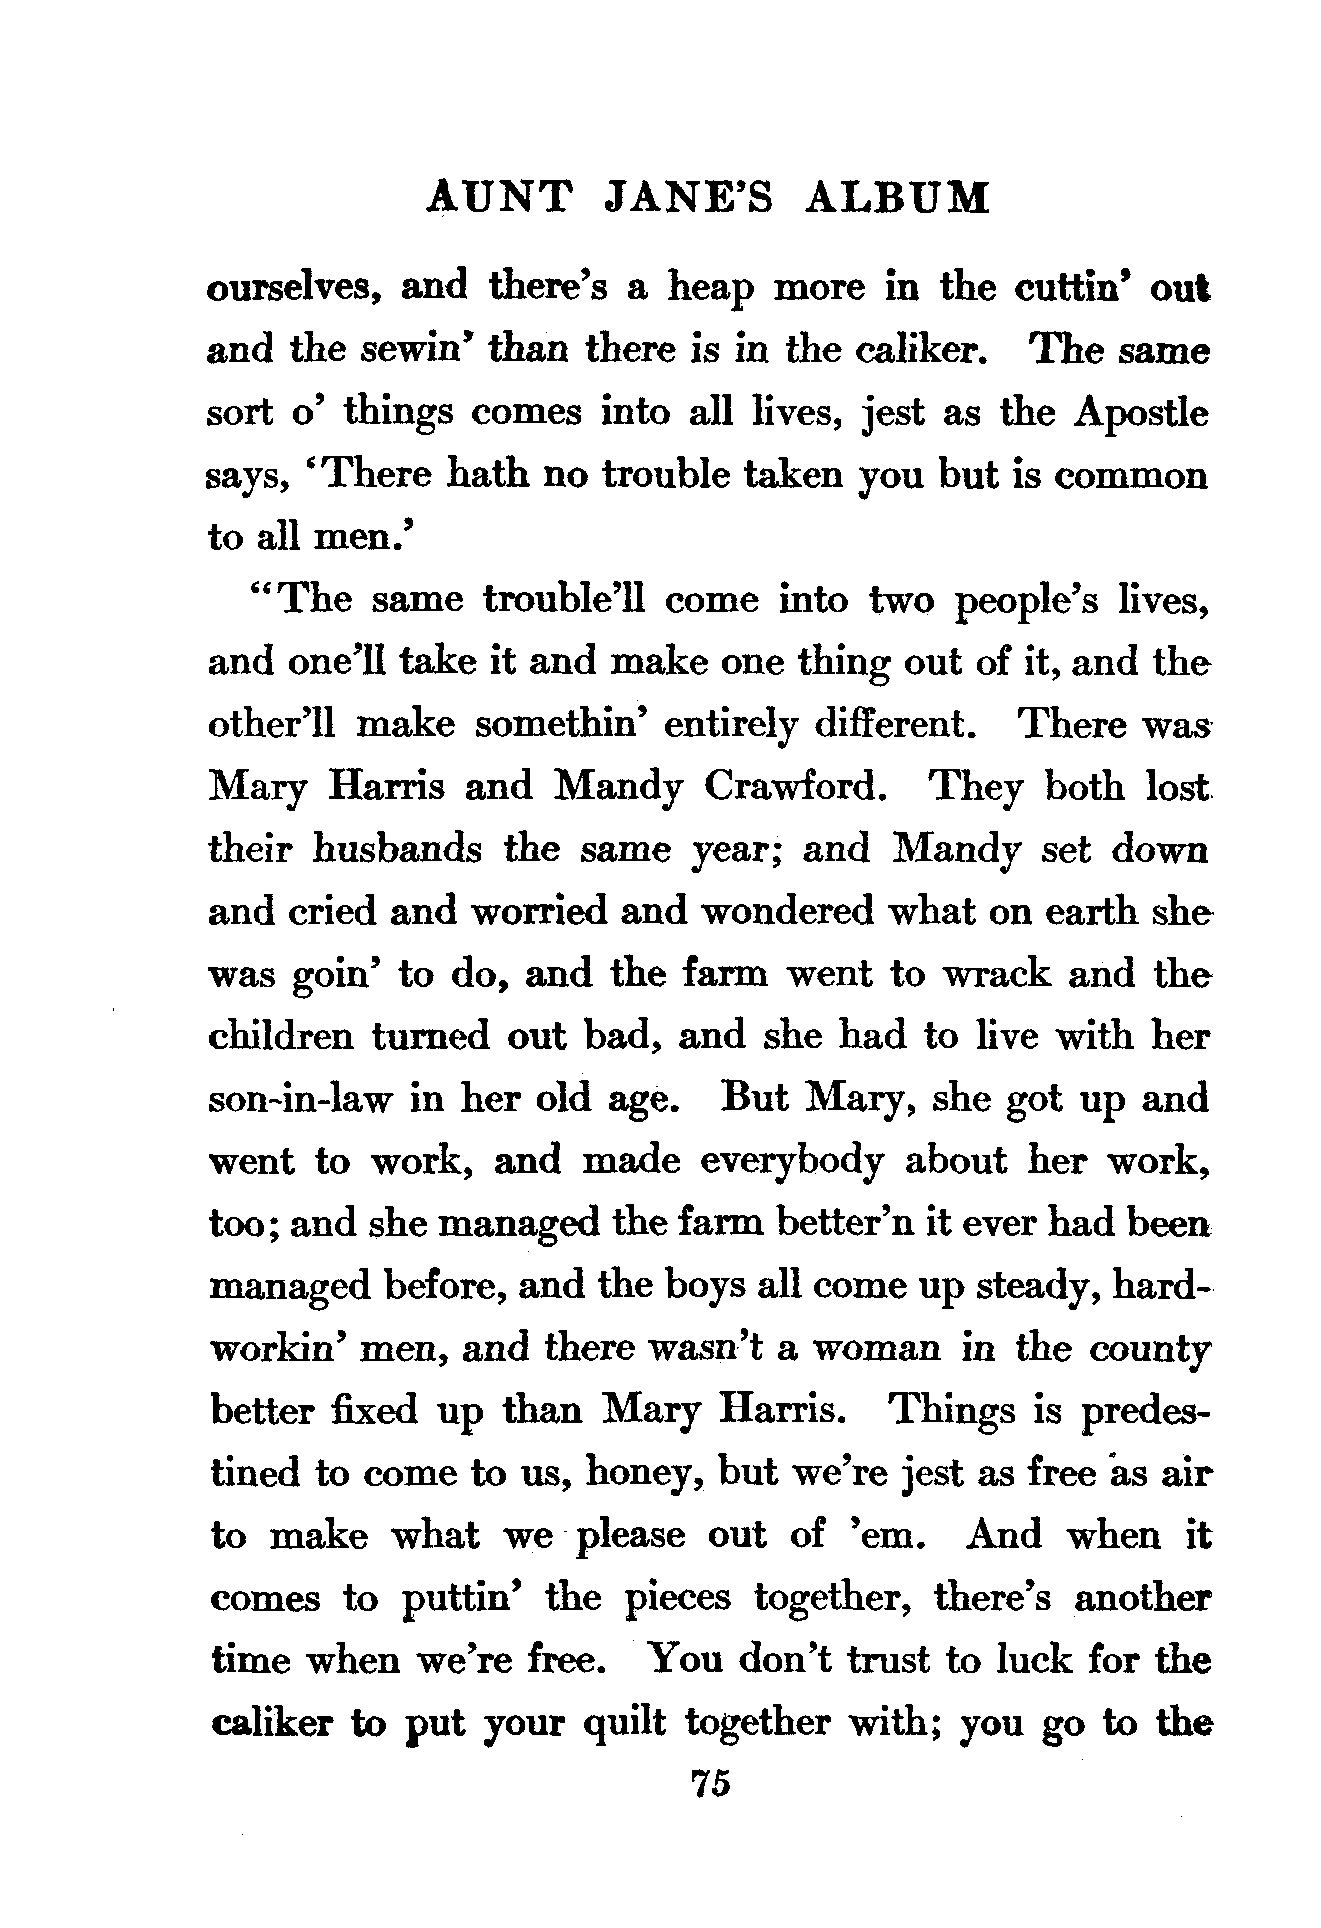 AUNT JANE'S ALBUM
ourselves, and there's a heap more in the cuttin' out
and the sewin' than there is in the caliker. The same
sort o' things comes into all lives, jest as the Apostle
says, 'There hath no trouble taken you but is common
to all men.'
"The same trouble'll come into two people's lives,
and one'll take it and make one thing out of it, and the
other'll make somethin' entirely different. There was
Mary Harris and Mandy Crawford. They both lost
their husbands the same year; and Mandy set down
and cried and worried and wondered what on earth she
was goin' to do, and the farm went to wrack and the
children turned out bad, and she had to live with her
son-in-law in her old age. But Mary, she got up and
went to work, and made everybody about her work,
too; and she managed the farm better'n it ever had been
managed before, and the boys all come up steady, hard-
workin' men, and there wasn't a woman in the county
better fixed up than Mary Harris. Things is predes-
tined to come to us, honey, but we're jest as free as air
to make what we please out of 'em. And when it
comes to puttin' the pieces together, there's another
time when we're free. You don't trust to luck for the
caliker to put your quilt together with; you go to the
75